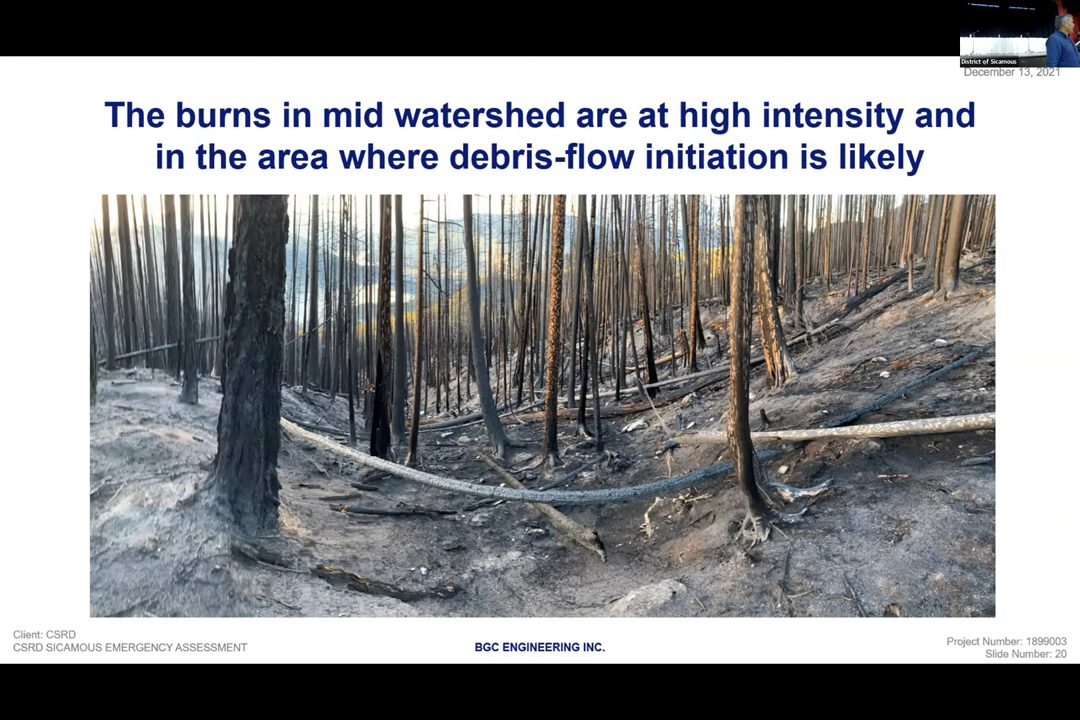 District of Sicamous
December 13, 2021
The burns in mid watershed are at high intensity and
in the area where debris-flow initiation is likely
Client: CSRD
CSRD SICAMOUS EMERGENCY ASSESSMENT
BGC ENGINEERING INC.
Project Number: 1899003
Slide Number: 20